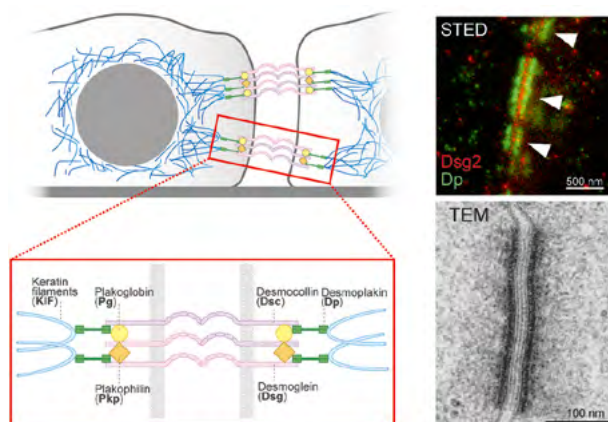 STED
Dsg2
Dp
500 nm
TEM
100 nm
Keratin
filaments
(KIF)
Plakoglobin
(Pg)
Desmocollin
(Dsc)
Desmoplakin
(Dp)
Plakophilin
(Pkp)
Desmoglein
(Dsg)